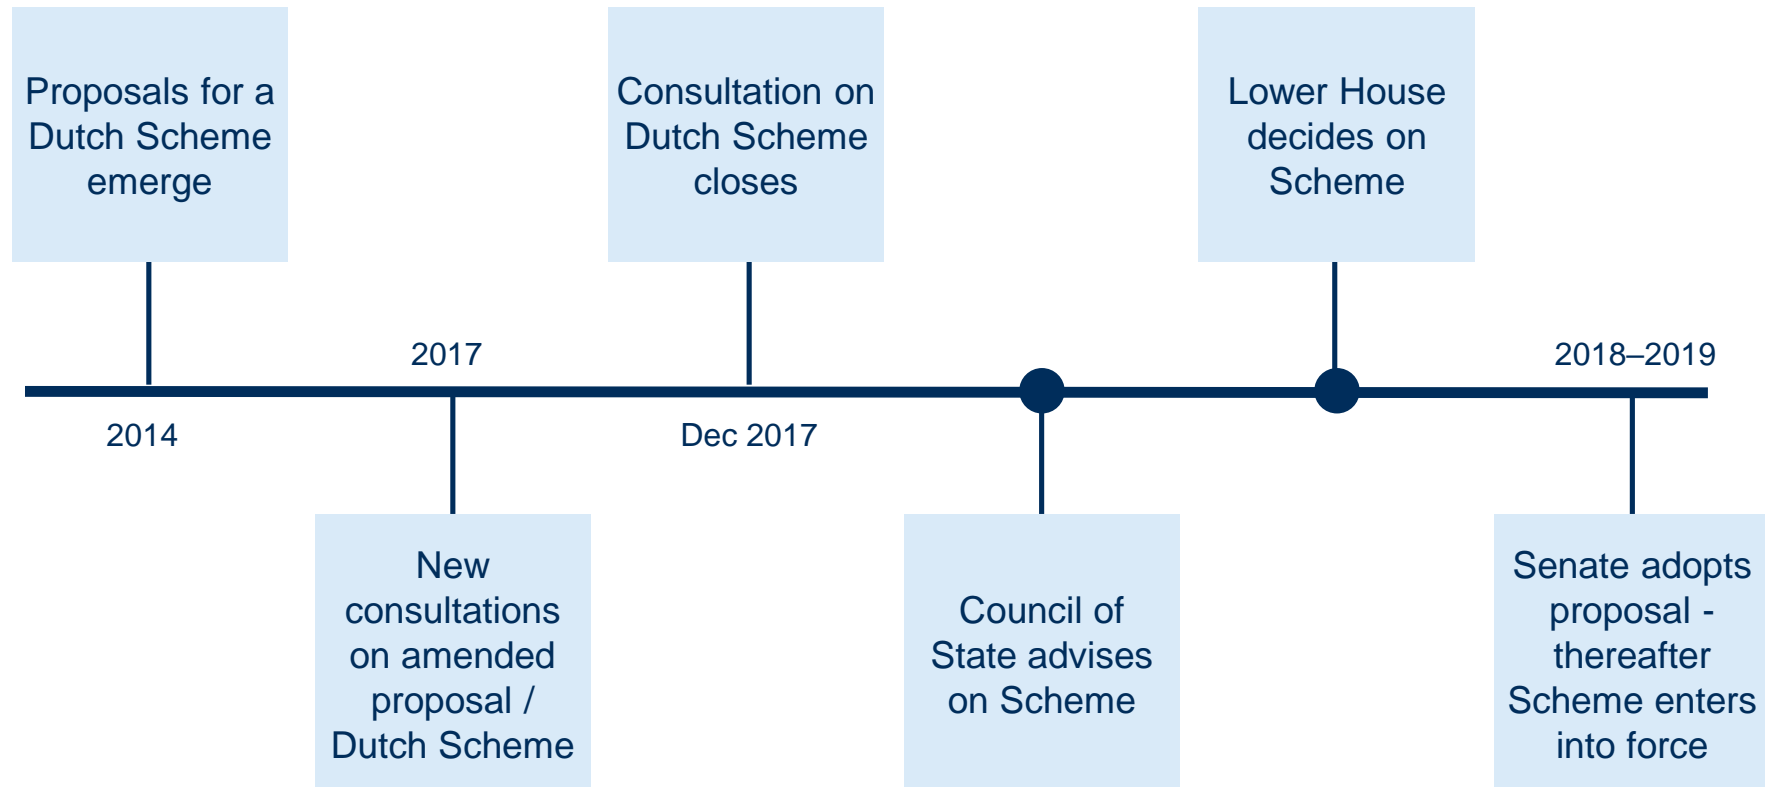 Proposals for a
Dutch Scheme
emerge
2014
2017
New
consultations
on amended
proposal /
Dutch Scheme
Consultation on
Dutch Scheme
closes
Dec 2017
Council of
State advises
on Scheme
Lower House
decides on
Scheme
2018–2019
Senate adopts
proposal -
thereafter
Scheme enters
into force